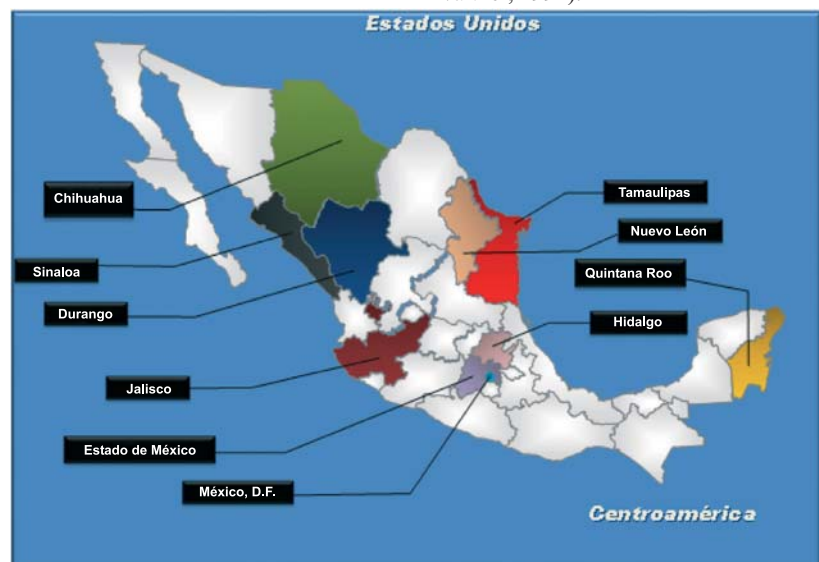 Estados Unidos
Chihuahua
Tamaulipas
Nuevo León
Sinaloa
Quintana Roo
Durango
Hidalgo
Jalisco
Estado de México
México, D.F.
Centroamérica